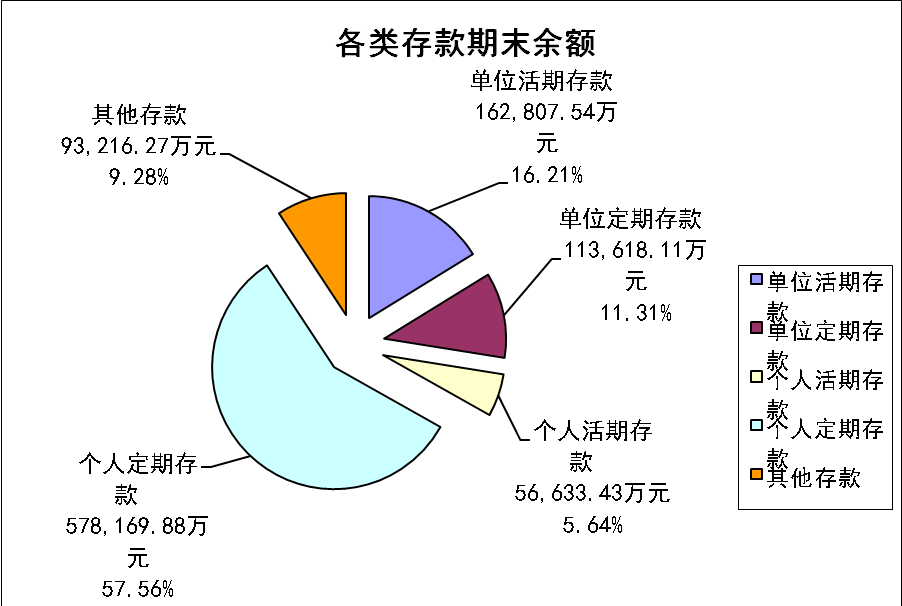 各类存款期末余额
单位活期存款
162,807.54万
元
16.21%
其他存款
93,216.27万元
9.28%
单位定期存款
113,618.11万
元
11.31%
个人活期存
款
56,633.43万元
5.64%
个人定期存
款
578,169.88万
元
57.56%
单位活期存
款
单位定期存
款
个人活期存
款
个人定期存
款
其他存款